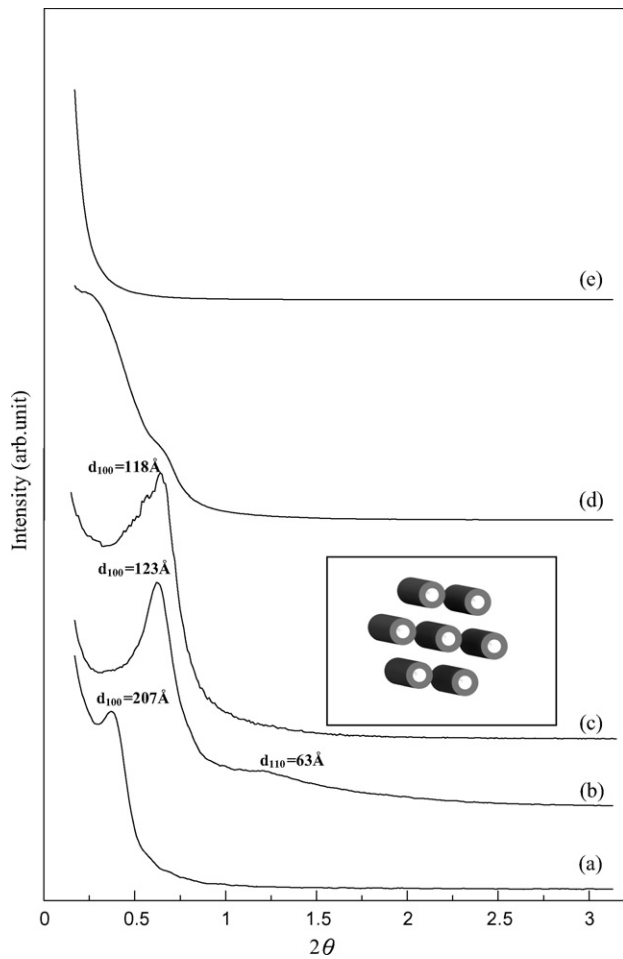 (e)
(d)
d₁₀₀=118Å
d₁₀₀=123Å
(c)
d₁₀₀=207Å
d₁₁₀=63Å
(b)
(a)
Intensity (arb.unit)
0 0.5 1 1.5 2 2.5 3
2θ